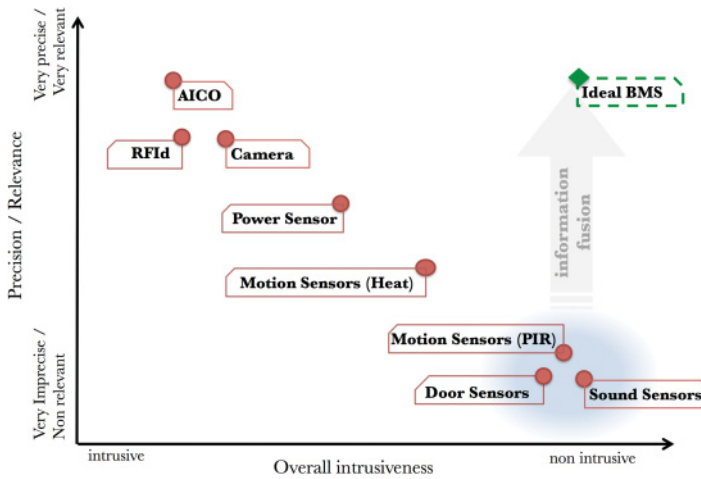 Very precise /
Very relevant
Precision / Relevance
Very Imprecise /
Non relevant
AICO
Ideal BMS
RFId
Camera
Power Sensor
information
fusion
Motion Sensors (Heat)
Motion Sensors (PIR)
Door Sensors
Sound Sensors
intrusive
Overall intrusiveness
non intrusive